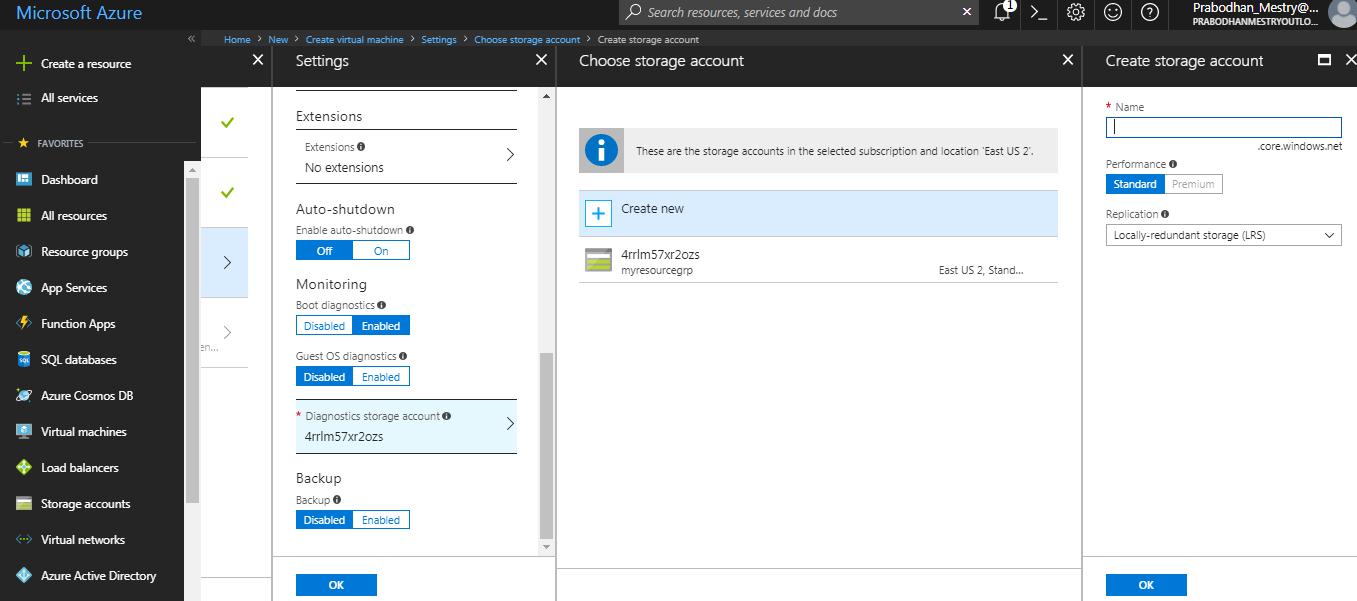 Microsoft Azure
Search resources, services and docs
1
Prabodhan_Mestry@...
PRABODHANMESTRYOUTLO...
Home > New > Create virtual machine > Settings > Choose storage account > Create storage account
Create a resource
All services
FAVORITES
Dashboard
All resources
Resource groups
App Services
Function Apps
SQL databases
Azure Cosmos DB
Virtual machines
Load balancers
Storage accounts
Virtual networks
Azure Active Directory
en...
Settings
Extensions
Extensions
No extensions
Auto-shutdown
Enable auto-shutdown
Off On
Monitoring
Boot diagnostics
Disabled Enabled
Guest OS diagnostics
Disabled Enabled
* Diagnostics storage account
4rrlm57xr2ozs
Backup
Backup
Disabled Enabled
OK
Choose storage account
These are the storage accounts in the selected subscription and location 'East US 2'.
Create new
4rrlm57xr2ozs
myresourcegrp East US 2, Stand...
Create storage account
* Name
.core.windows.net
Performance
Standard Premium
Replication
Locally-redundant storage (LRS)
OK